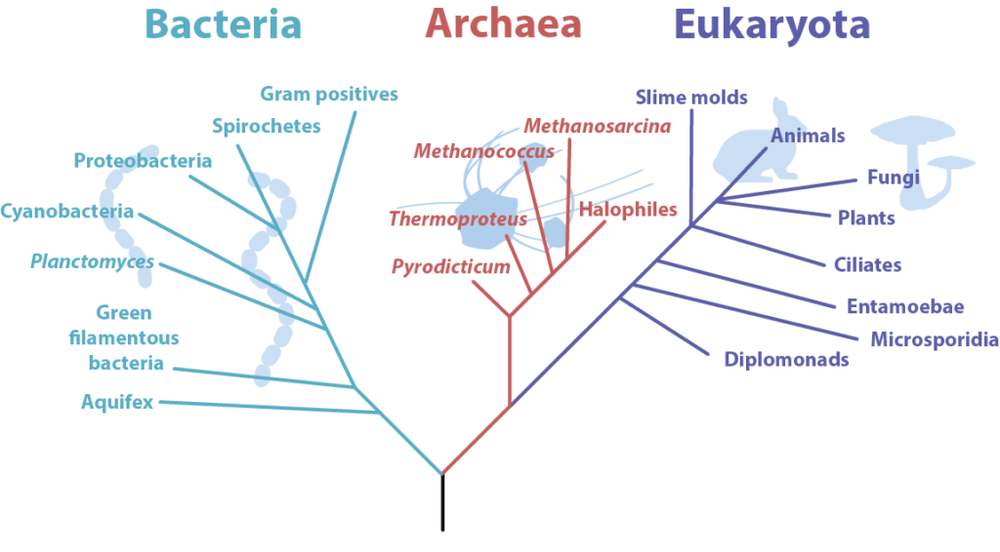 Bacteria
Archaea
Eukaryota
Gram positives
Spirochetes
Proteobacteria
Cyanobacteria
Planctomyces
Green
filamentous
bacteria
Aquifex
Methanosarcina
Methanococcus
Thermoproteus
Halophiles
Pyrodicticum
Slime molds
Animals
Fungi
Plants
Ciliates
Entamoebae
Microsporidia
Diplomonads